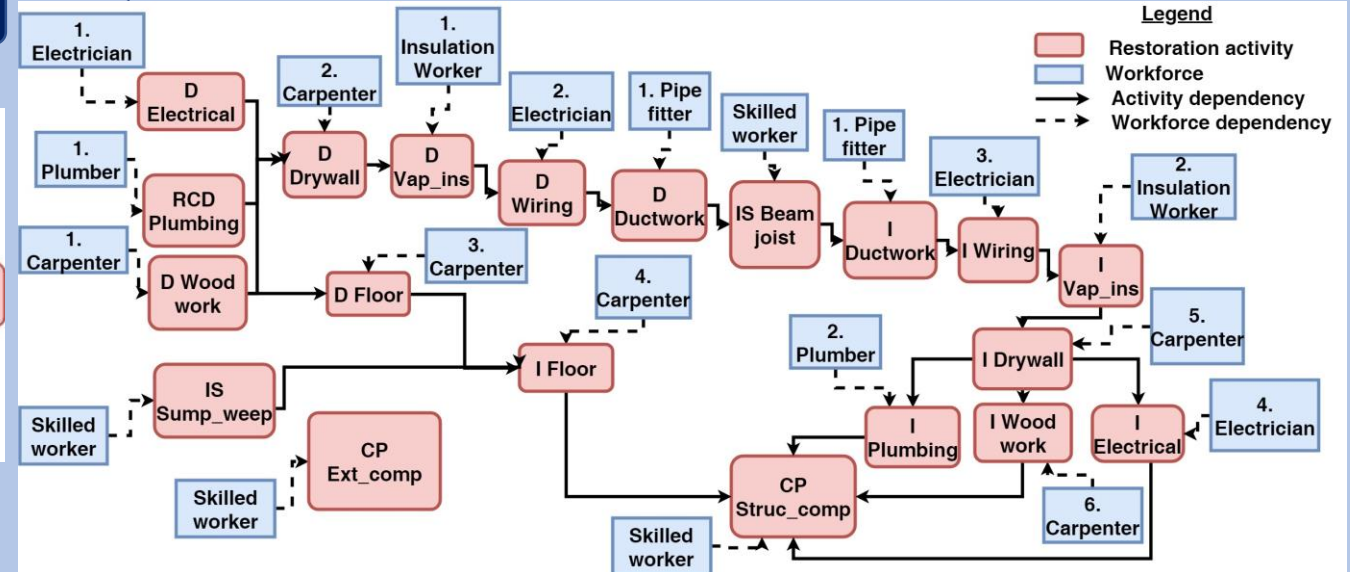 Legend
Restoration activity
Workforce
Activity dependency
Workforce dependency
1.
Electrician
D
Electrical
1.
Plumber
RCD
Plumbing
1.
Carpenter
D Wood
work
2.
Carpenter
D
Drywall
1.
Insulation
Worker
D
Vap_ins
2.
Electrician
D
Wiring
1. Pipe
fitter
D
Ductwork
Skilled
worker
IS Beam
joist
1. Pipe
fitter
I
Ductwork
3.
Electrician
I Wiring
2.
Insulation
Worker
I
Vap_ins
3.
Carpenter
D Floor
4.
Carpenter
I Floor
Skilled
worker
IS
Sump_weep
Skilled
worker
CP
Ext_comp
5.
Carpenter
I Drywall
2.
Plumber
I
Plumbing
I Wood
work
6.
Carpenter
I
Electrical
4.
Electrician
CP
Struc_comp
Skilled
worker